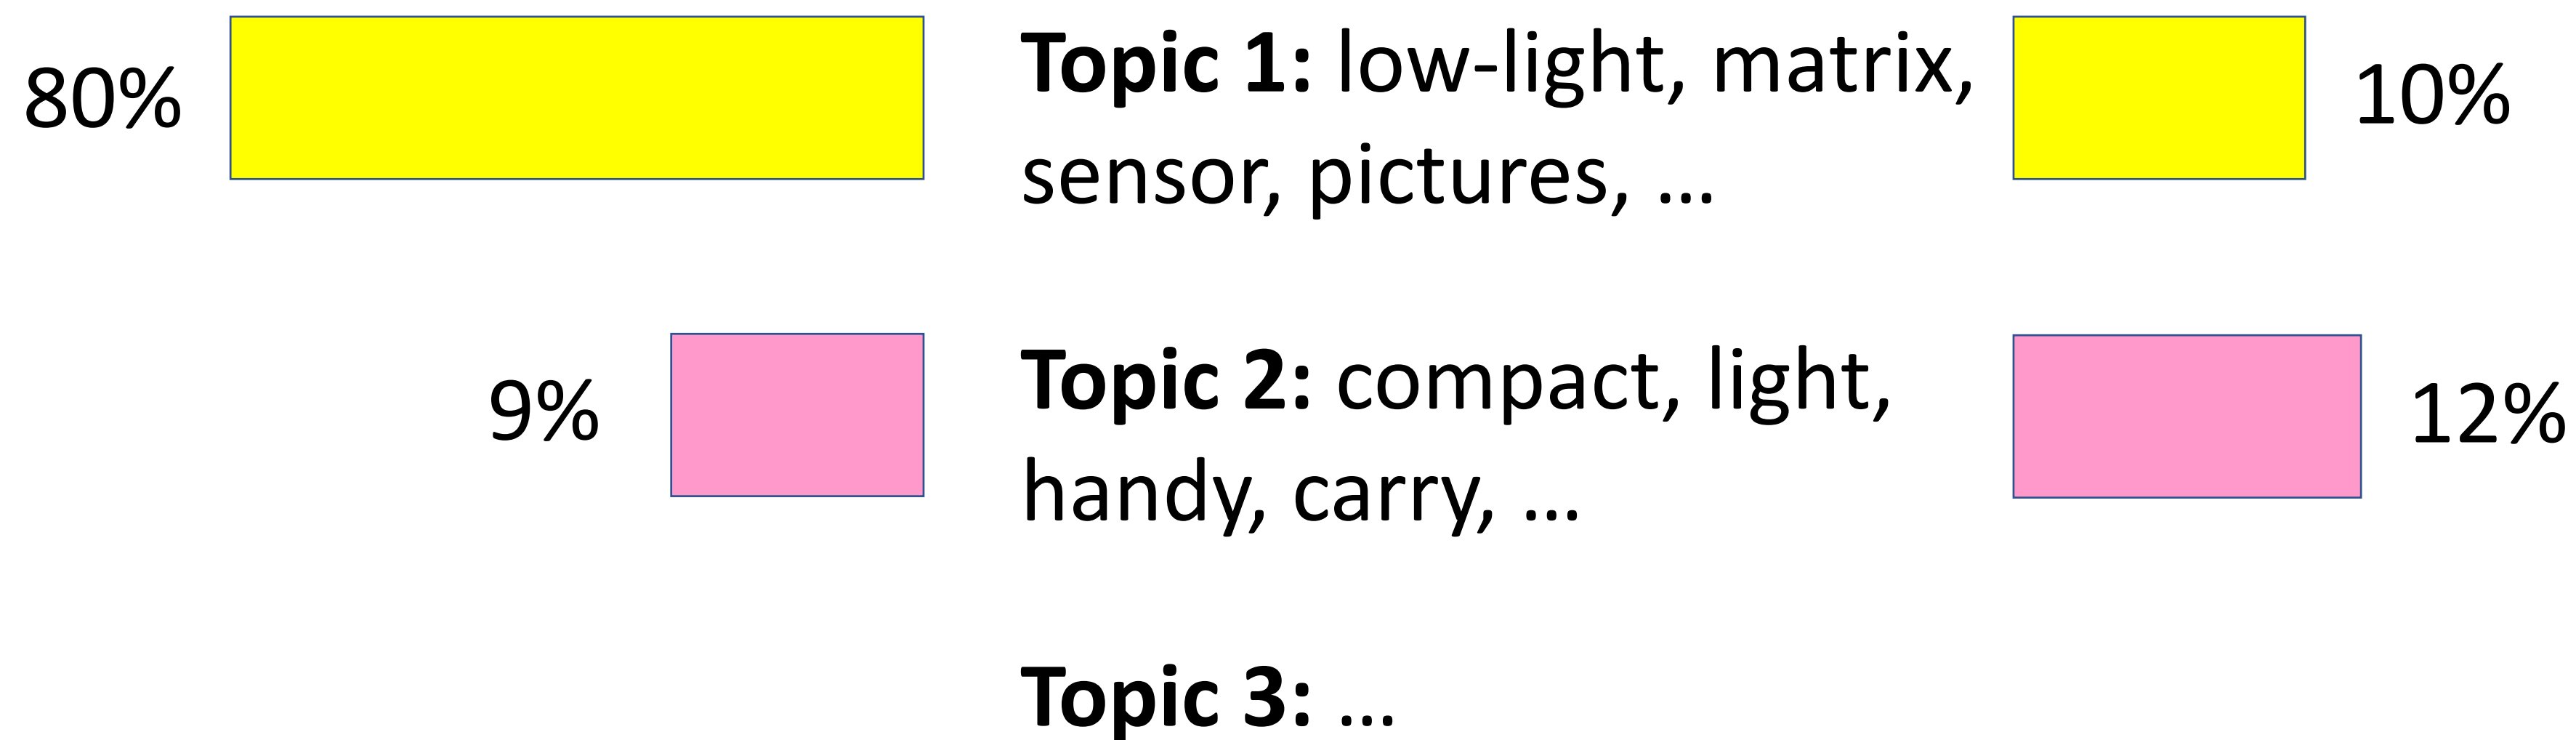 80%
Topic 1: low-light, matrix,
sensor, pictures, ...
10%
9%
Topic 2: compact, light,
handy, carry, ...
12%
Topic 3: ...